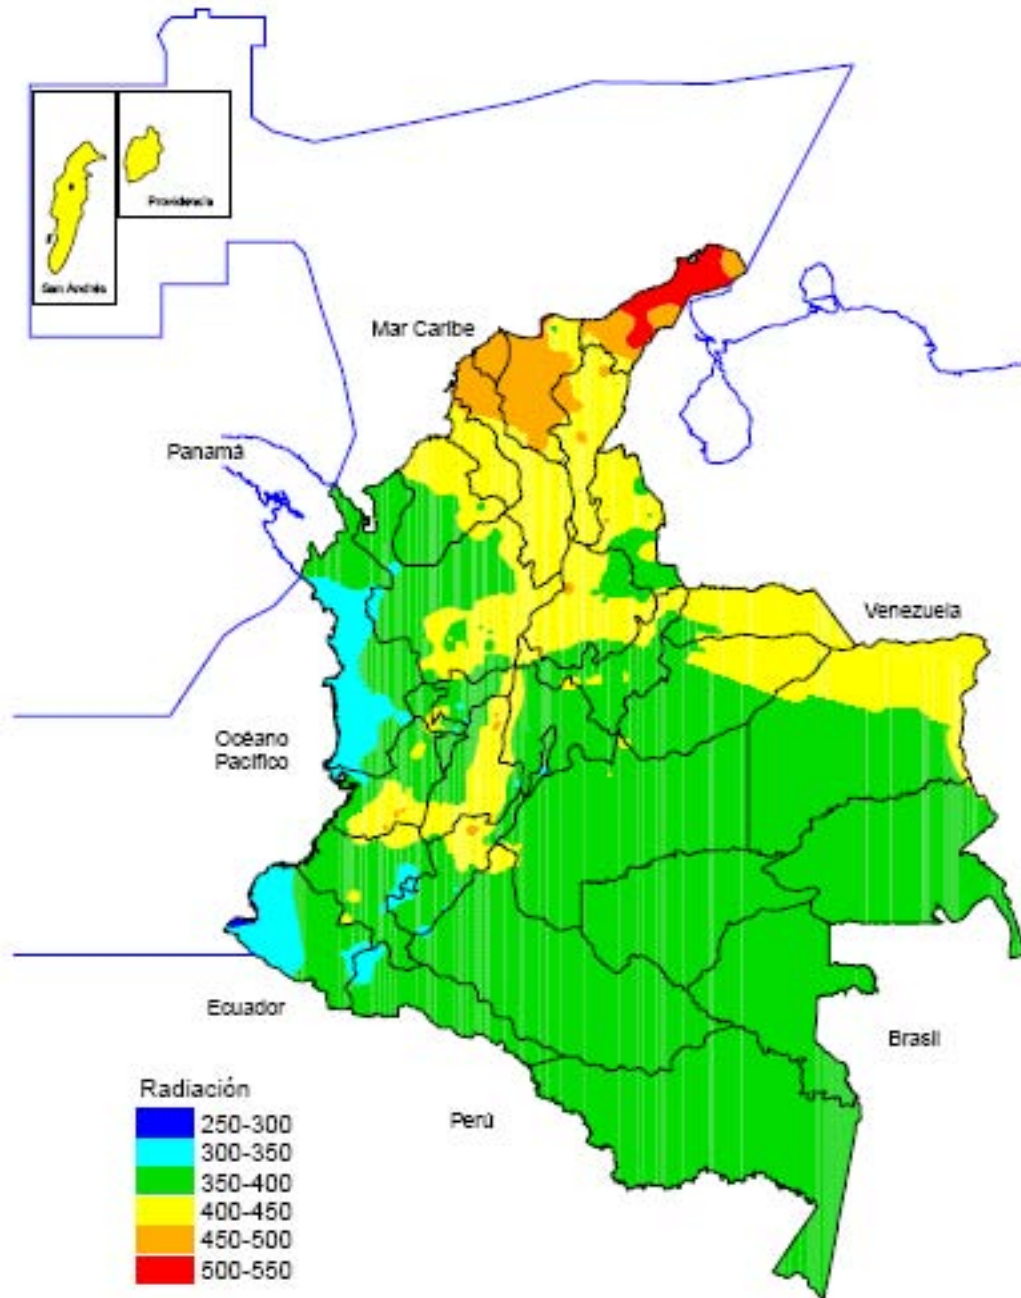 Providencia
San Andrés
Mar Caribe
Panamá
Venezuela
Océano
Pacífico
Ecuador
Brasil
Perú
Radiación
250-300
300-350
350-400
400-450
450-500
500-550